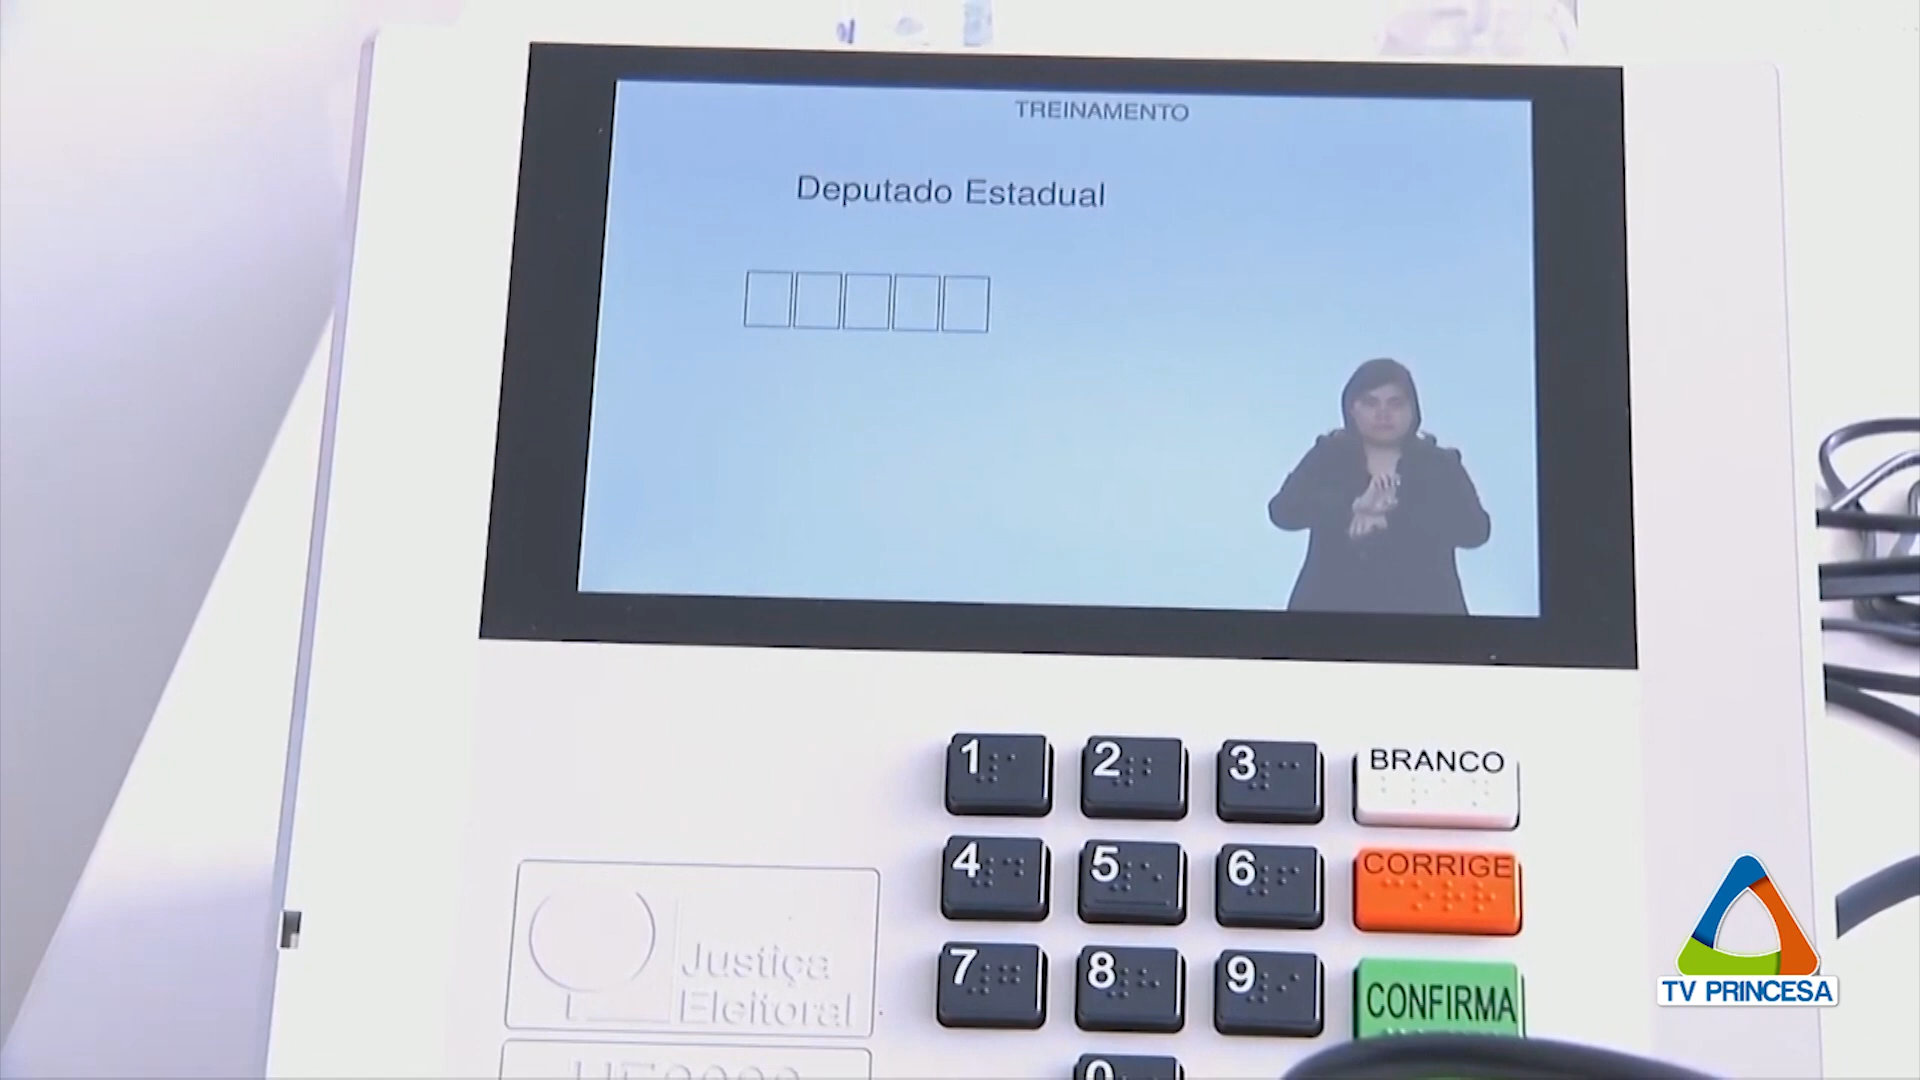 TREINAMENTO
Deputado Estadual
1 2 3 BRANCO
4 5 6 CORRIGE
7 8 9 CONFIRMA
0
Justiça
Eleitoral
TV PRINCESA